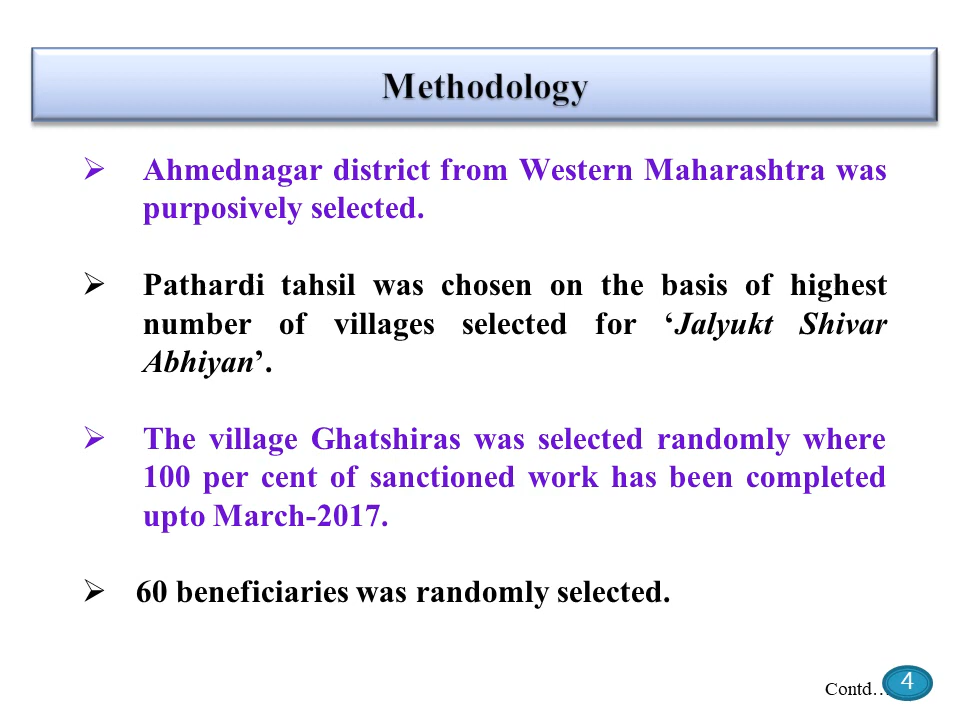 Methodology
➢ Ahmednagar district from Western Maharashtra was
purposively selected.
➢ Pathardi tahsil was chosen on the basis of highest
number of villages selected for ‘Jalyukt Shivar
Abhiyan’.
➢ The village Ghatshiras was selected randomly where
100 per cent of sanctioned work has been completed
upto March-2017.
➢ 60 beneficiaries was randomly selected.
Contd… 4